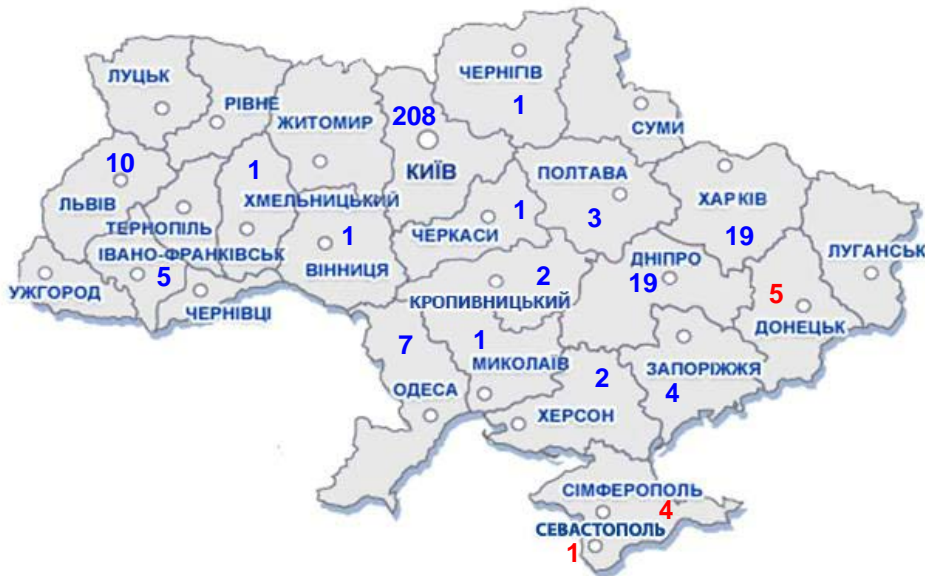 ЛУЦЬК
ЧЕРНІГІВ
РІВНЕ
208
1
ЖИТОМИР
СУМИ
10
1
КИЇВ
ПОЛТАВА
ХАРКІВ
ЛЬВІВ
ХМЕЛЬНИЦЬКИЙ
1
3
ТЕРНОПІЛЬ
ЧЕРКАСИ
19
ІВАНО-ФРАНКІВСЬК
1
ЛУГАНСЬК
ВІННИЦЯ
ДНІПРО
5
2
19
5
УЖГОРОД
КРОПИВНИЦЬКИЙ
ЧЕРНІВЦІ
ДОНЕЦЬК
7
1
МИКОЛАЇВ
ЗАПОРІЖЖЯ
2
4
ОДЕСА
ХЕРСОН
СІМФЕРОПОЛЬ
4
СЕВАСТОПОЛЬ
1